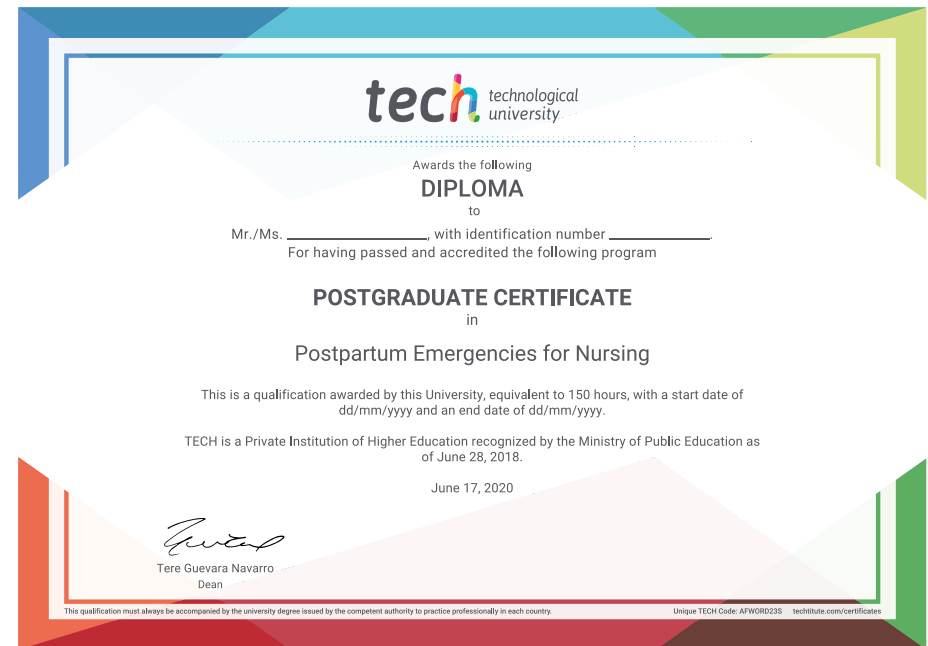 tech technological
university
Awards the following
DIPLOMA
to
Mr./Ms. ____________________, with identification number ______________.
For having passed and accredited the following program
POSTGRADUATE CERTIFICATE
in
Postpartum Emergencies for Nursing
This is a qualification awarded by this University, equivalent to 150 hours, with a start date of
dd/mm/yyyy and an end date of dd/mm/yyyy.
TECH is a Private Institution of Higher Education recognized by the Ministry of Public Education as
of June 28, 2018.
June 17, 2020
Tere Guevara Navarro
Dean
This qualification must always be accompanied by the university degree issued by the competent authority to practice professionally in each country. Unique TECH Code: AFWORD23S techtitute.com/certificates